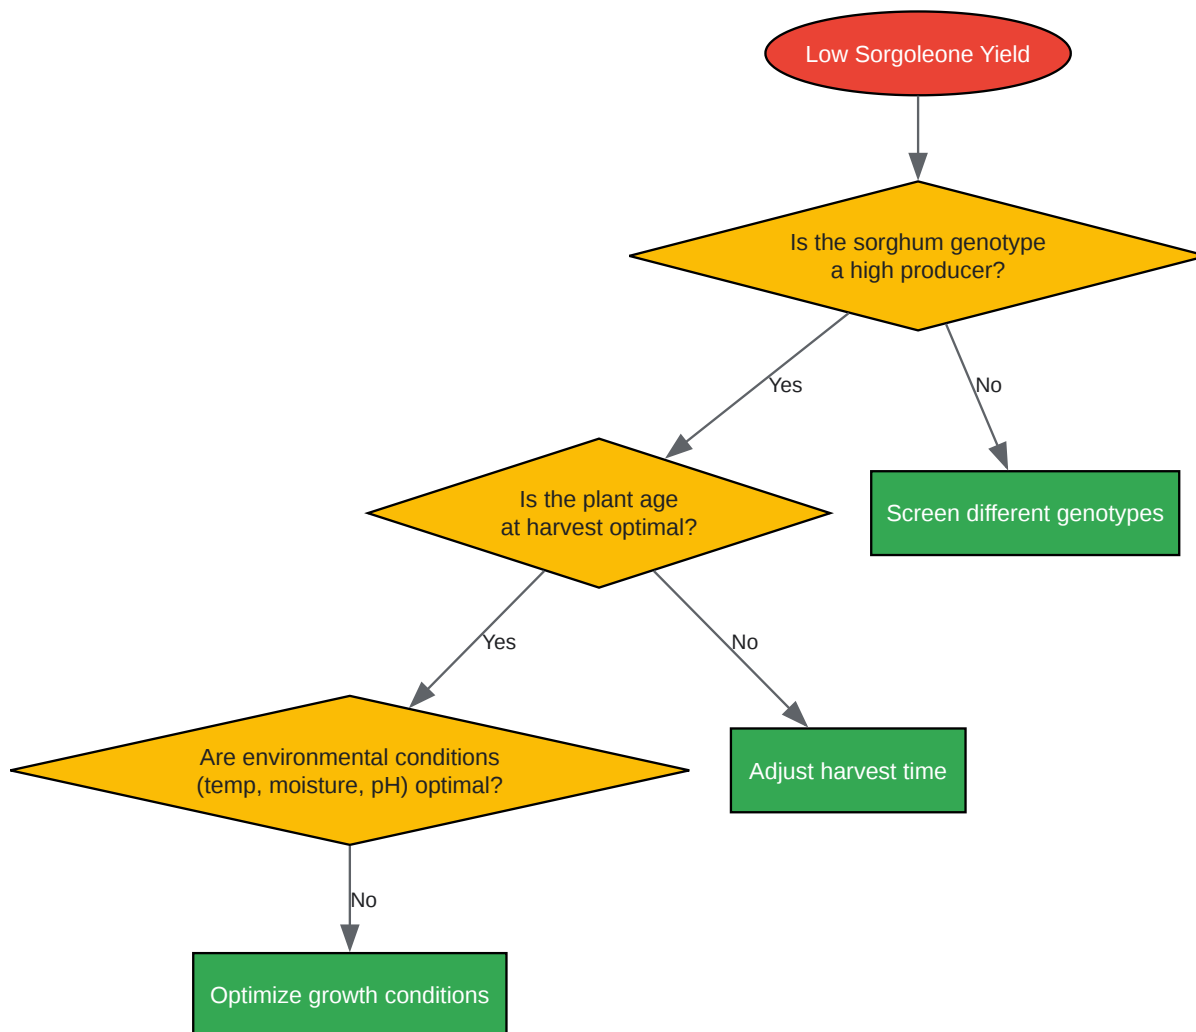 Low Sorgoleone Yield
Is the sorghum genotype
a high producer?
Yes
No
Is the plant age
at harvest optimal?
Screen different genotypes
Yes
No
Are environmental conditions
(temp, moisture, pH) optimal?
Adjust harvest time
No
Optimize growth conditions